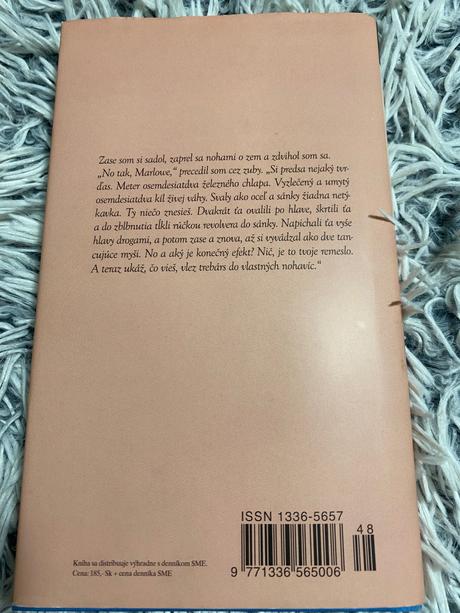 Zase som si sadol, zaprel sa nohami o zem a zdvihol som sa.
„No tak, Marlowe,“ precedil som cez zuby. „Si predsa nejaký tvr-
ďas. Meter osemdesiatdva železného chlapa. Vyzlečený a umytý
osemdesiatdva kíl živej váhy. Svaly ako oceľ a sánky žiadna netý-
kavka. Ty niečo znesieš. Dvakrát ťa ovalili po hlave, škrtili ťa
a do zblbnutia tĺkli rúčkou revolvera do sánky. Napichali ťa vyše
hlavy drogami, a potom zase a znova, až si vyvádzal ako dve tan-
cujúce myši. No a aký je konečný efekt? Nič, je to tvoje remeslo.
A teraz ukáž, čo vieš, vlez trebárs do vlastných nohavíc.“
ISSN 1336-5657
48
9 771336 565006
Kniha sa distribuuje výhradne s denníkom SME.
Cena: 185,-Sk + cena denníka SME